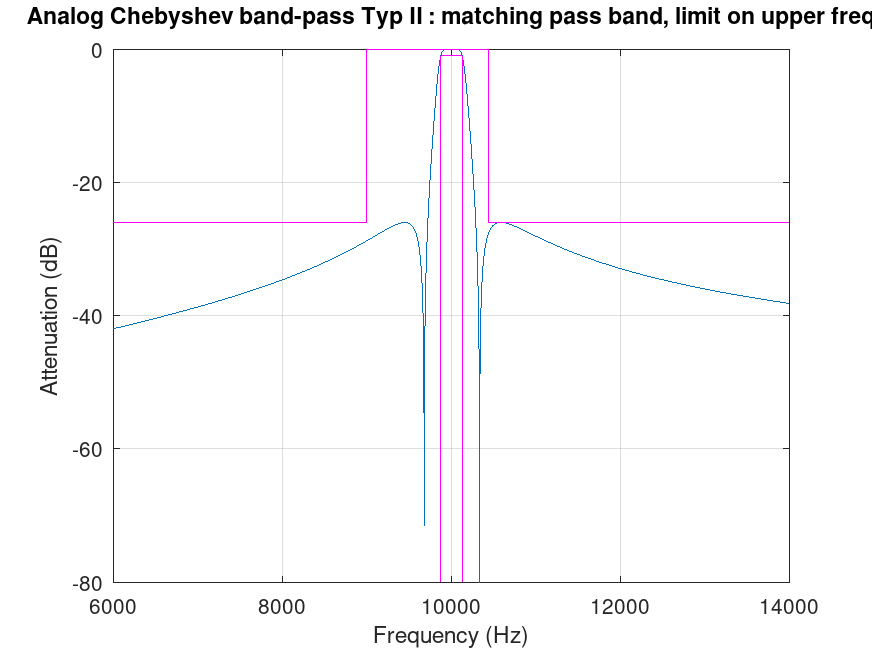 Analog Chebyshev band-pass Typ II : matching pass band, limit on upper freq
0
-20
-40
-60
-80
Attenuation (dB)
6000 8000 10000 12000 14000
Frequency (Hz)